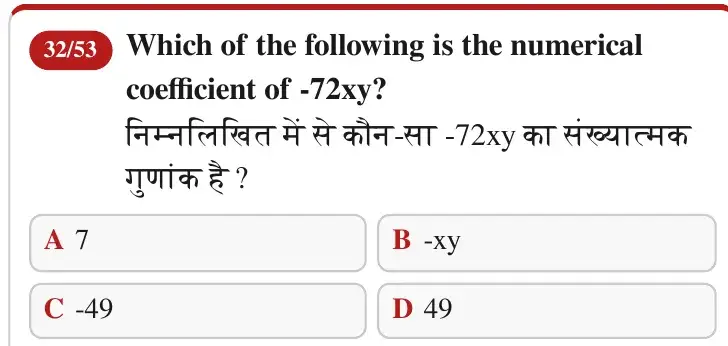 32/53 Which of the following is the numerical
coefficient of -72xy?
निम्नलिखित में से कौन-सा -72xy का संख्यात्मक
गुणांक है ?
A 7
B -xy
C -49
D 49